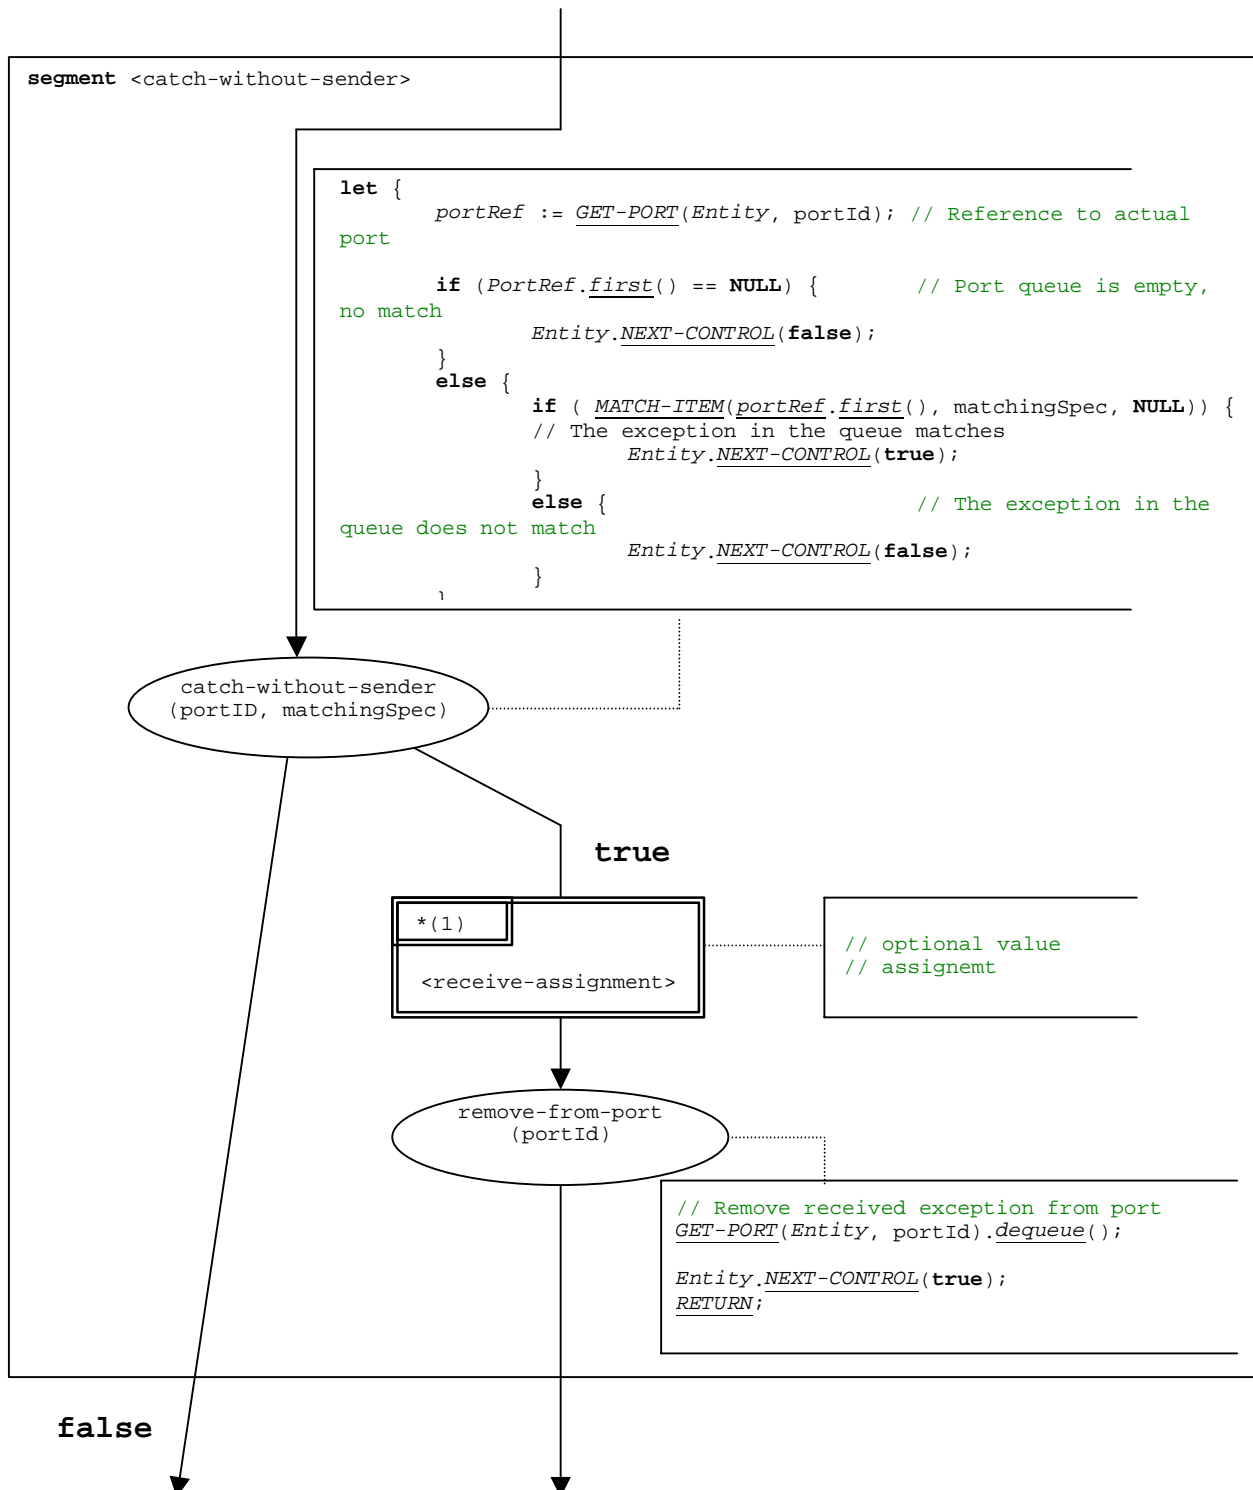 segment <catch-without-sender>
let {
portRef := GET-PORT(Entity, portId); // Reference to actual
port
if (PortRef.first() == NULL) { // Port queue is empty,
no match
Entity.NEXT-CONTROL(false);
}
else {
if ( MATCH-ITEM(portRef.first(), matchingSpec, NULL)) {
// The exception in the queue matches
Entity.NEXT-CONTROL(true);
}
else { // The exception in the
queue does not match
Entity.NEXT-CONTROL(false);
}
}
catch-without-sender
(portID, matchingSpec)
true
*(1)
<receive-assignment>
// optional value
// assignemt
remove-from-port
(portId)
// Remove received exception from port
GET-PORT(Entity, portId).dequeue();
Entity.NEXT-CONTROL(true);
RETURN;
false